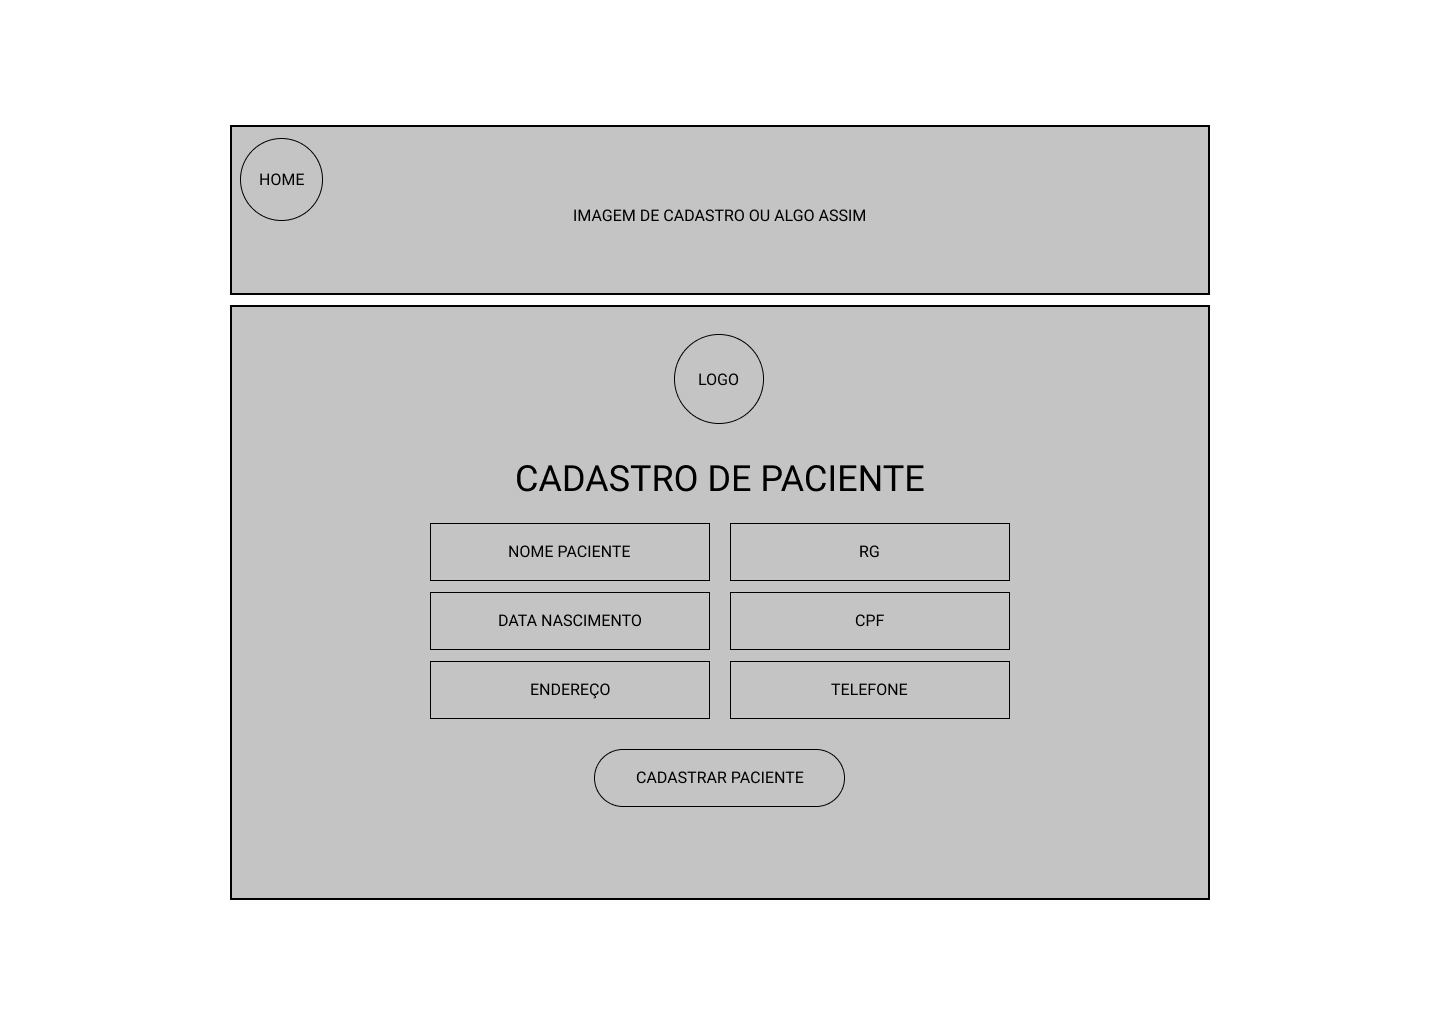 HOME
IMAGEM DE CADASTRO OU ALGO ASSIM
LOGO
CADASTRO DE PACIENTE
NOME PACIENTE
RG
DATA NASCIMENTO
CPF
ENDEREÇO
TELEFONE
CADASTRAR PACIENTE